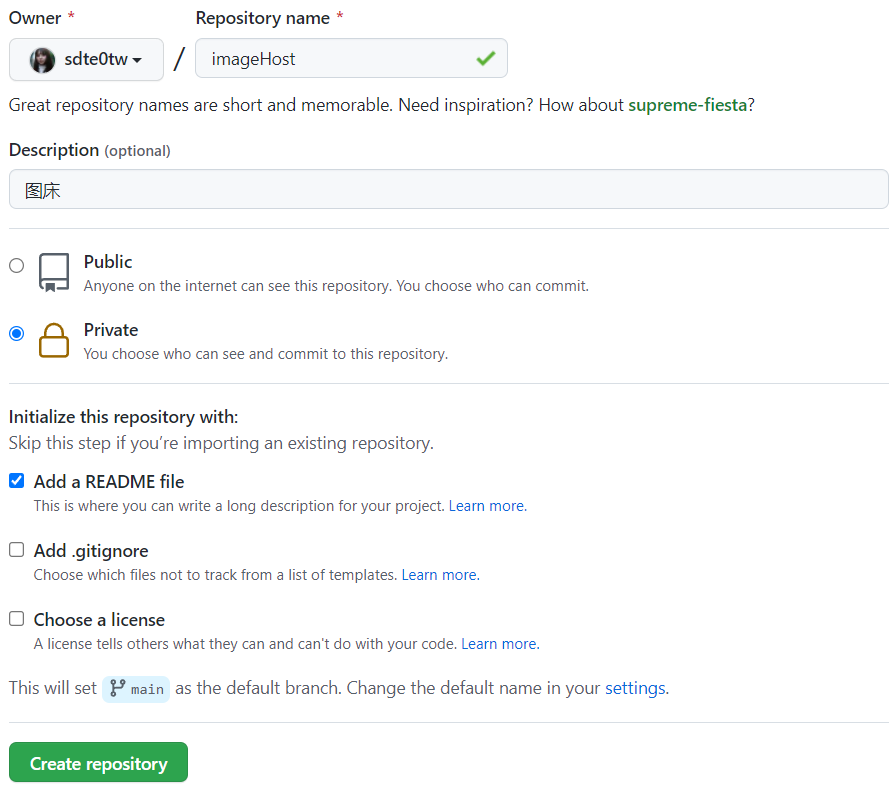 Owner * Repository name *
sdte0tw / imageHost
Great repository names are short and memorable. Need inspiration? How about supreme-fiesta?
Description (optional)
图床
Public
Anyone on the internet can see this repository. You choose who can commit.
Private
You choose who can see and commit to this repository.
Initialize this repository with:
Skip this step if you’re importing an existing repository.
Add a README file
This is where you can write a long description for your project. Learn more.
Add .gitignore
Choose which files not to track from a list of templates. Learn more.
Choose a license
A license tells others what they can and can't do with your code. Learn more.
This will set main as the default branch. Change the default name in your settings.
Create repository